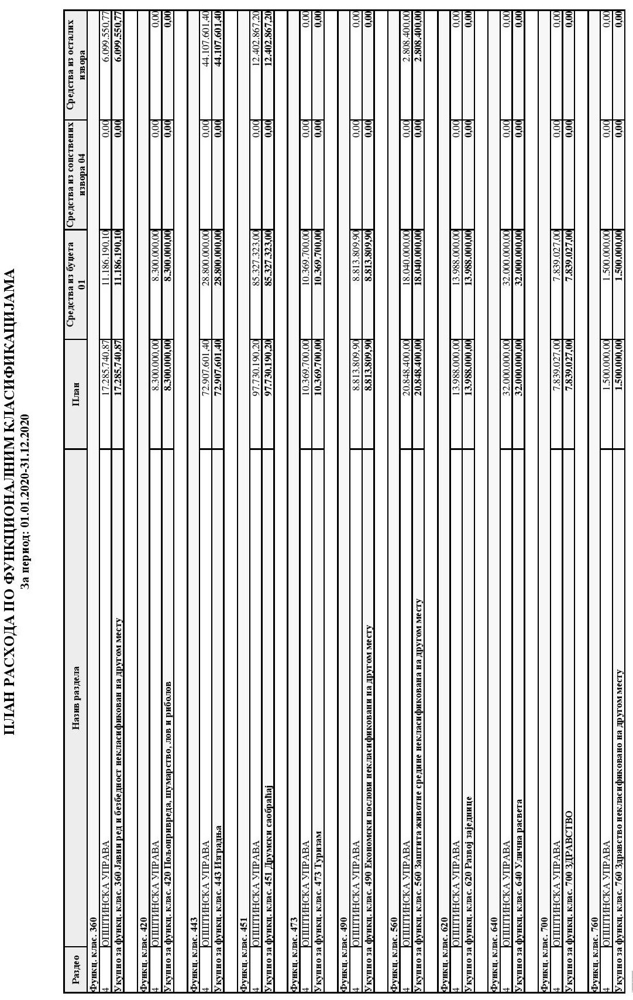 ПЛАН РАСХОДА ПО ФУНКЦИОНАЛНИМ КЛАСИФИКАЦИЈАМА
За период: 01.01.2020-31.12.2020
Раздео Назив раздела План Средства из буџета 01 Средства из сопствених извора 04 Средства из осталих извора
Функц. клас. 360
4 ОПШТИНСКА УПРАВА 17.285.740,87 11.186.190,10 0,00 6.099.550,77
Укупно за функц. клас. 360 Јавни ред и безбедност некласификован на другом месту 17.285.740,87 11.186.190,10 0,00 6.099.550,77
Функц. клас. 420
4 ОПШТИНСКА УПРАВА 8.300.000,00 8.300.000,00 0,00 0,00
Укупно за функц. клас. 420 Пољопривреда, шумарство, лов и риболов 8.300.000,00 8.300.000,00 0,00 0,00
Функц. клас. 443
4 ОПШТИНСКА УПРАВА 72.907.601,40 28.800.000,00 0,00 44.107.601,40
Укупно за функц. клас. 443 Изградња 72.907.601,40 28.800.000,00 0,00 44.107.601,40
Функц. клас. 451
4 ОПШТИНСКА УПРАВА 97.730.190,20 85.327.323,00 0,00 12.402.867,20
Укупно за функц. клас. 451 Друмски саобраћај 97.730.190,20 85.327.323,00 0,00 12.402.867,20
Функц. клас. 473
4 ОПШТИНСКА УПРАВА 10.369.700,00 10.369.700,00 0,00 0,00
Укупно за функц. клас. 473 Туризам 10.369.700,00 10.369.700,00 0,00 0,00
Функц. клас. 490
4 ОПШТИНСКА УПРАВА 8.813.809,90 8.813.809,90 0,00 0,00
Укупно за функц. клас. 490 Економски послови некласификовани на другом месту 8.813.809,90 8.813.809,90 0,00 0,00
Функц. клас. 560
4 ОПШТИНСКА УПРАВА 20.848.400,00 18.040.000,00 0,00 2.808.400,00
Укупно за функц. клас. 560 Заштита животне средине некласификована на другом месту 20.848.400,00 18.040.000,00 0,00 2.808.400,00
Функц. клас. 620
4 ОПШТИНСКА УПРАВА 13.988.000,00 13.988.000,00 0,00 0,00
Укупно за функц. клас. 620 Развој заједнице 13.988.000,00 13.988.000,00 0,00 0,00
Функц. клас. 640
4 ОПШТИНСКА УПРАВА 32.000.000,00 32.000.000,00 0,00 0,00
Укупно за функц. клас. 640 Улична расвета 32.000.000,00 32.000.000,00 0,00 0,00
Функц. клас. 700
4 ОПШТИНСКА УПРАВА 7.839.027,00 7.839.027,00 0,00 0,00
Укупно за функц. клас. 700 ЗДРАВСТВО 7.839.027,00 7.839.027,00 0,00 0,00
Функц. клас. 760
4 ОПШТИНСКА УПРАВА 1.500.000,00 1.500.000,00 0,00 0,00
Укупно за функц. клас. 760 Здравство некласификовано на другом месту 1.500.000,00 1.500.000,00 0,00 0,00